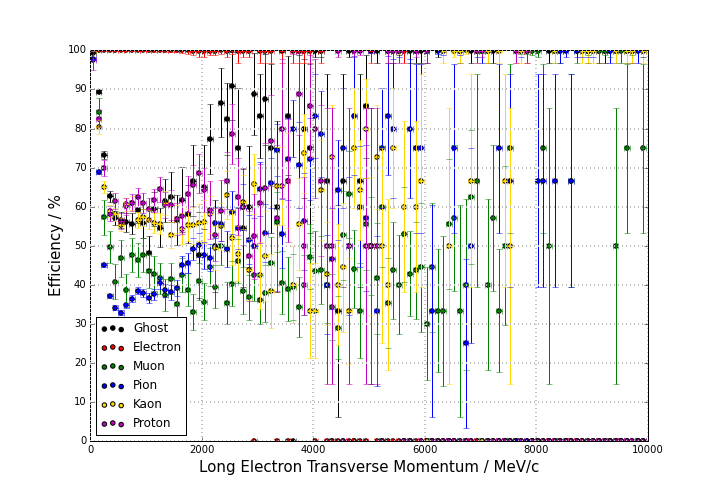 100
90
80
70
60
50
40
30
20
10
0
Efficiency / %
Ghost
Electron
Muon
Pion
Kaon
Proton
0 2000 4000 6000 8000 10000
Long Electron Transverse Momentum / MeV/c